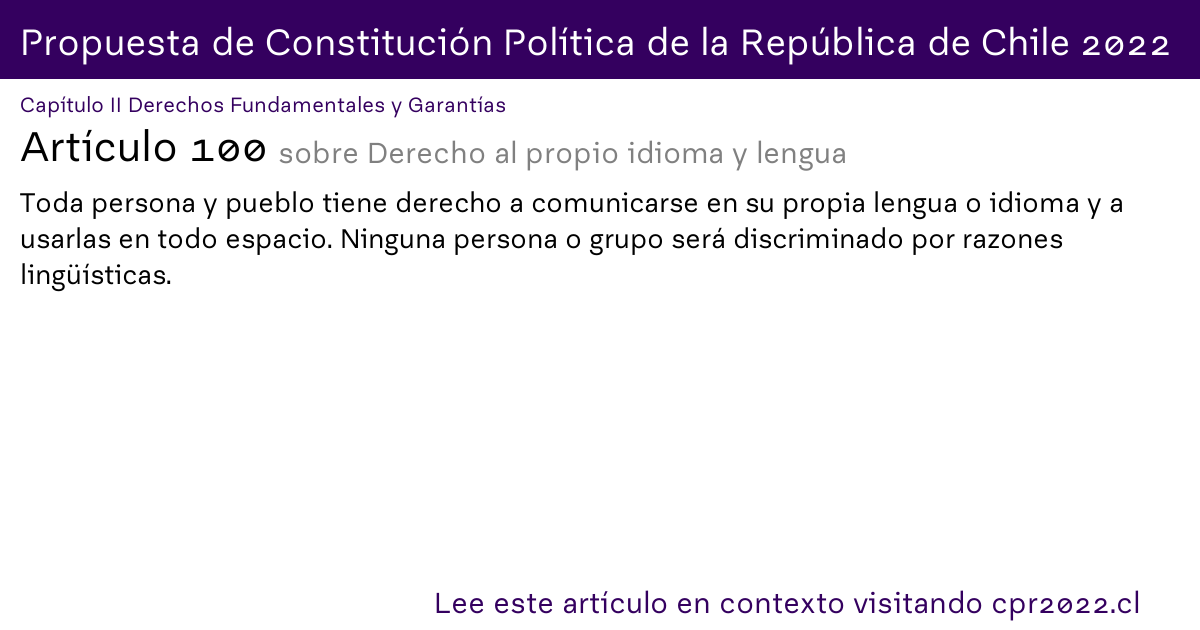 Propuesta de Constitución Política de la República de Chile 2022
Capítulo II Derechos Fundamentales y Garantías
Artículo 100 sobre Derecho al propio idioma y lengua
Toda persona y pueblo tiene derecho a comunicarse en su propia lengua o idioma y a
usarlas en todo espacio. Ninguna persona o grupo será discriminado por razones
lingüísticas.
Lee este artículo en contexto visitando cpr2022.cl